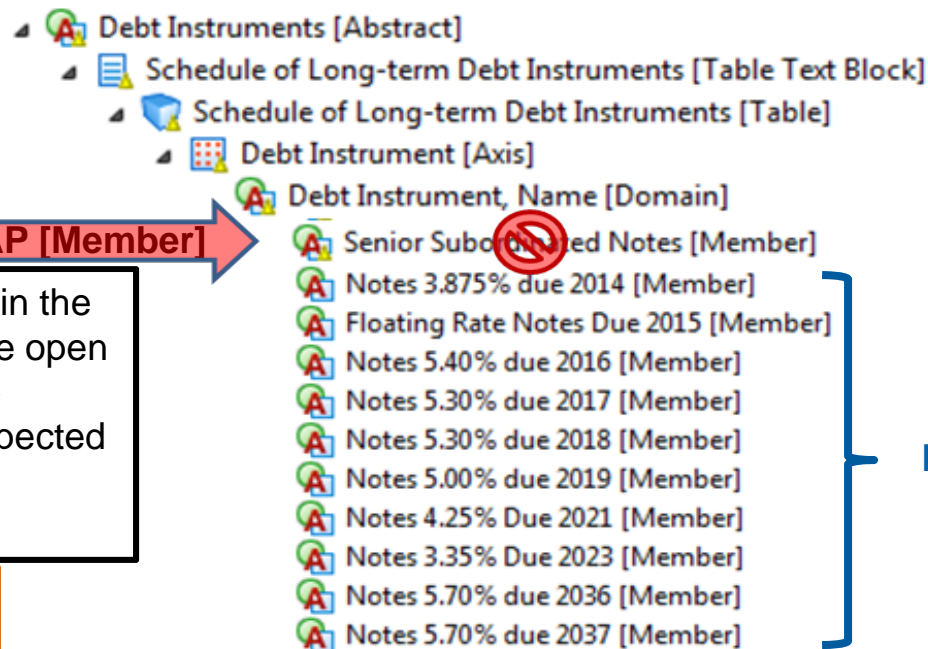 Debt Instruments [Abstract]
Schedule of Long-term Debt Instruments [Table Text Block]
Schedule of Long-term Debt Instruments [Table]
Debt Instrument [Axis]
Debt Instrument, Name [Domain]
AP [Member]
Senior Subordinated Notes [Member]
Notes 3.875% due 2014 [Member]
Floating Rate Notes Due 2015 [Member]
Notes 5.40% due 2016 [Member]
Notes 5.30% due 2017 [Member]
Notes 5.30% due 2018 [Member]
Notes 5.00% due 2019 [Member]
Notes 4.25% Due 2021 [Member]
Notes 3.35% Due 2023 [Member]
Notes 5.70% due 2036 [Member]
Notes 5.70% due 2037 [Member]
in the
e open
pected